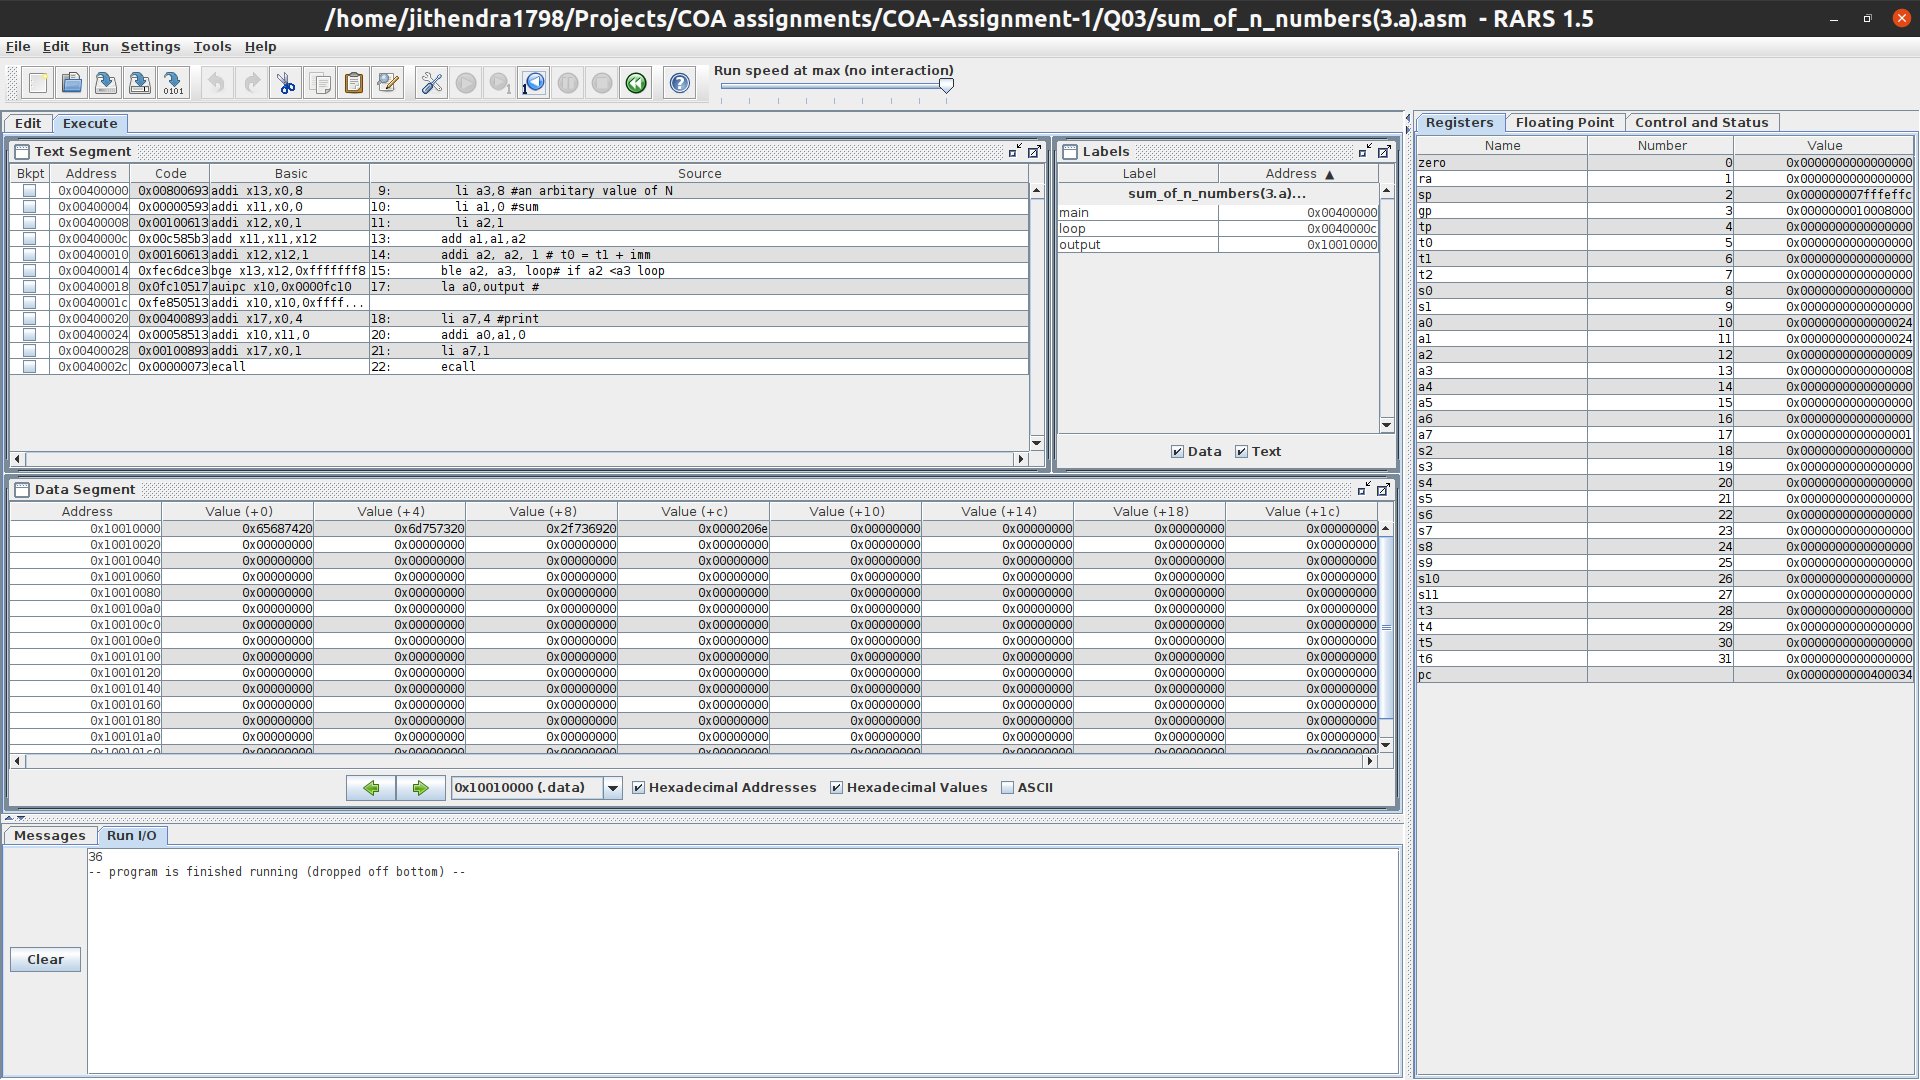 /home/jithendra1798/Projects/COA assignments/COA-Assignment-1/Q03/sum_of_n_numbers(3.a).asm - RARS 1.5
File Edit Run Settings Tools Help
Run speed at max (no interaction)
Edit Execute
Text Segment
Bkpt Address Code Basic Source
0x00400000 0x00800693 addi x13,x0,8 9: li a3,8 #an arbitary value of N
0x00400004 0x00000593 addi x11,x0,0 10: li a1,0 #sum
0x00400008 0x00100613 addi x12,x0,1 11: li a2,1
0x0040000c 0x00c585b3 add x11,x11,x12 13: add a1,a1,a2
0x00400010 0x00160613 addi x12,x12,1 14: addi a2, a2, 1 # t0 = t1 + imm
0x00400014 0xfec6dce3 bge x13,x12,0xfffffff8 15: ble a2, a3, loop# if a2 <a3 loop
0x00400018 0x0fc10517 auipc x10,0x0000fc10 17: la a0,output #
0x0040001c 0xfe850513 addi x10,x10,0xffff...
0x00400020 0x00400893 addi x17,x0,4 18: li a7,4 #print
0x00400024 0x00058513 addi x10,x11,0 20: addi a0,a1,0
0x00400028 0x00100893 addi x17,x0,1 21: li a7,1
0x0040002c 0x00000073 ecall 22: ecall
Labels
Label Address ▲
sum_of_n_numbers(3.a)...
main 0x00400000
loop 0x0040000c
output 0x10010000
Data Text
Data Segment
Address Value (+0) Value (+4) Value (+8) Value (+c) Value (+10) Value (+14) Value (+18) Value (+1c)
0x10010000 0x65687420 0x6d757320 0x2f736920 0x0000206e 0x00000000 0x00000000 0x00000000 0x00000000
0x10010020 0x00000000 0x00000000 0x00000000 0x00000000 0x00000000 0x00000000 0x00000000 0x00000000
0x10010040 0x00000000 0x00000000 0x00000000 0x00000000 0x00000000 0x00000000 0x00000000 0x00000000
0x10010060 0x00000000 0x00000000 0x00000000 0x00000000 0x00000000 0x00000000 0x00000000 0x00000000
0x10010080 0x00000000 0x00000000 0x00000000 0x00000000 0x00000000 0x00000000 0x00000000 0x00000000
0x100100a0 0x00000000 0x00000000 0x00000000 0x00000000 0x00000000 0x00000000 0x00000000 0x00000000
0x100100c0 0x00000000 0x00000000 0x00000000 0x00000000 0x00000000 0x00000000 0x00000000 0x00000000
0x100100e0 0x00000000 0x00000000 0x00000000 0x00000000 0x00000000 0x00000000 0x00000000 0x00000000
0x10010100 0x00000000 0x00000000 0x00000000 0x00000000 0x00000000 0x00000000 0x00000000 0x00000000
0x10010120 0x00000000 0x00000000 0x00000000 0x00000000 0x00000000 0x00000000 0x00000000 0x00000000
0x10010140 0x00000000 0x00000000 0x00000000 0x00000000 0x00000000 0x00000000 0x00000000 0x00000000
0x10010160 0x00000000 0x00000000 0x00000000 0x00000000 0x00000000 0x00000000 0x00000000 0x00000000
0x10010180 0x00000000 0x00000000 0x00000000 0x00000000 0x00000000 0x00000000 0x00000000 0x00000000
0x100101a0 0x00000000 0x00000000 0x00000000 0x00000000 0x00000000 0x00000000 0x00000000 0x00000000
0x100101c0 0x00000000 0x00000000 0x00000000 0x00000000 0x00000000 0x00000000 0x00000000 0x00000000
0x10010000 (.data) Hexadecimal Addresses Hexadecimal Values ASCII
Messages Run I/O
36
-- program is finished running (dropped off bottom) --
Clear
Registers Floating Point Control and Status
Name Number Value
zero 0 0x0000000000000000
ra 1 0x0000000000000000
sp 2 0x000000007fffeffc
gp 3 0x0000000010008000
tp 4 0x0000000000000000
t0 5 0x0000000000000000
t1 6 0x0000000000000000
t2 7 0x0000000000000000
s0 8 0x0000000000000000
s1 9 0x0000000000000000
a0 10 0x0000000000000024
a1 11 0x0000000000000024
a2 12 0x0000000000000009
a3 13 0x0000000000000008
a4 14 0x0000000000000000
a5 15 0x0000000000000000
a6 16 0x0000000000000000
a7 17 0x0000000000000001
s2 18 0x0000000000000000
s3 19 0x0000000000000000
s4 20 0x0000000000000000
s5 21 0x0000000000000000
s6 22 0x0000000000000000
s7 23 0x0000000000000000
s8 24 0x0000000000000000
s9 25 0x0000000000000000
s10 26 0x0000000000000000
s11 27 0x0000000000000000
t3 28 0x0000000000000000
t4 29 0x0000000000000000
t5 30 0x0000000000000000
t6 31 0x0000000000000000
pc 0x0000000000400034